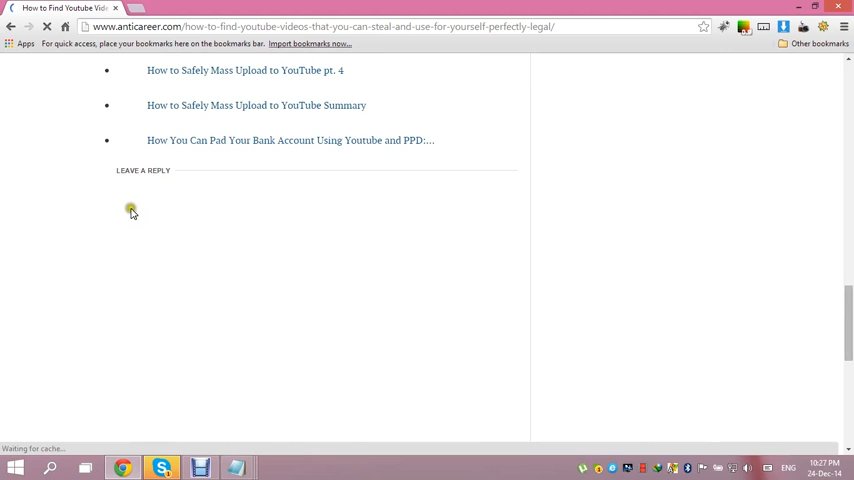 How to Find Youtube Videos
www.anticareer.com/how-to-find-youtube-videos-that-you-can-steal-and-use-for-yourself-perfectly-legal/
Apps For quick access, place your bookmarks here on the bookmarks bar. Import bookmarks now... Other bookmarks
• How to Safely Mass Upload to YouTube pt. 4
• How to Safely Mass Upload to YouTube Summary
• How You Can Pad Your Bank Account Using Youtube and PPD:...
LEAVE A REPLY
Waiting for cache...
ENG
10:27 PM
24-Dec-14